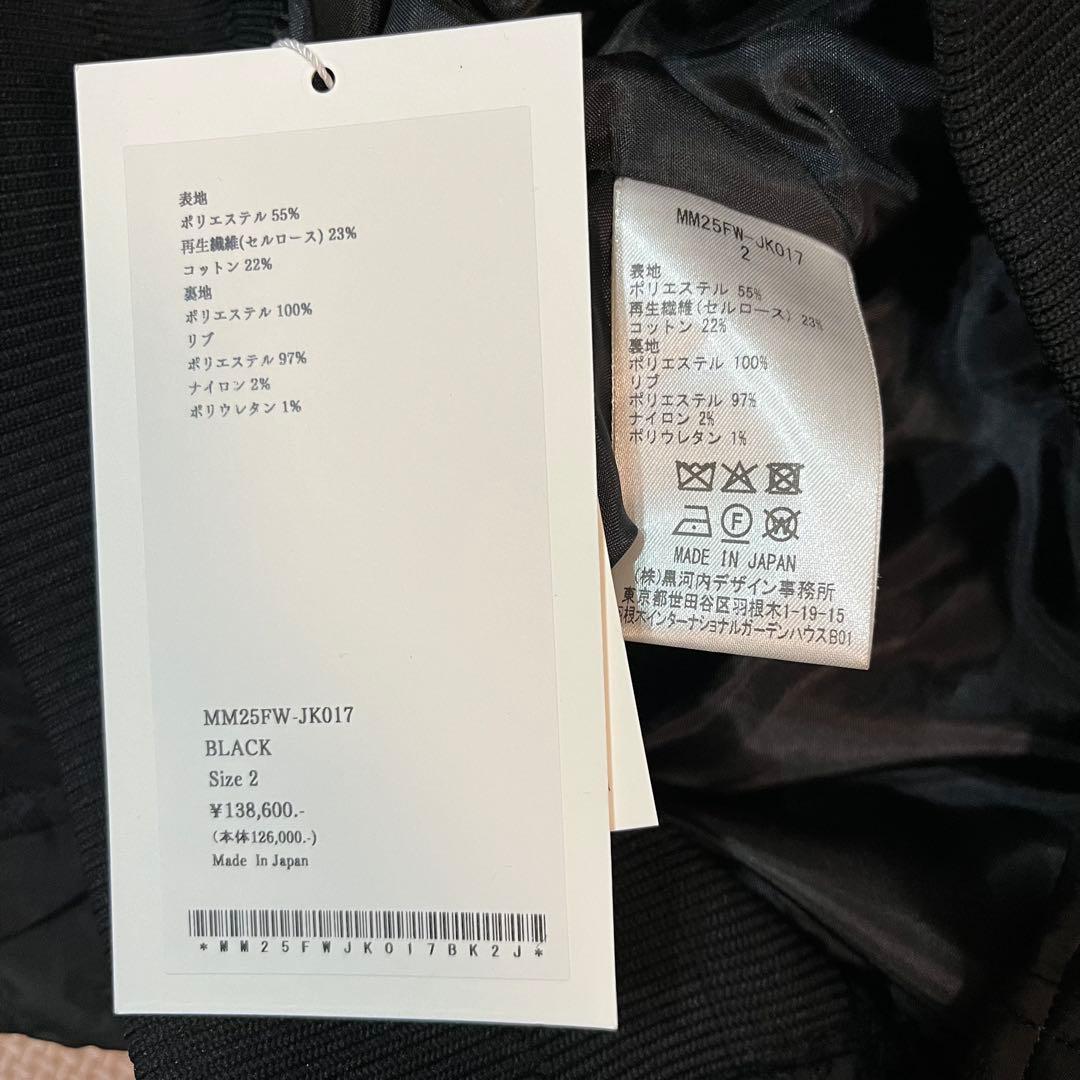 表地
ポリエステル 55%
再生繊維(セルロース) 23%
コットン 22%
裏地
ポリエステル 100%
リブ
ポリエステル 97%
ナイロン 2%
ポリウレタン 1%
MM25FW-JK017
BLACK
Size 2
¥138,600.-
(本体126,000.-)
Made In Japan
*MM25FWJK017BK2J*
MM25FW-JK017
2
表地
ポリエステル 55%
再生繊維(セルロース) 23%
コットン 22%
裏地
ポリエステル 100%
リブ
ポリエステル 97%
ナイロン 2%
ポリウレタン 1%
F
W
MADE IN JAPAN
(株)黒河内デザイン事務所
東京都世田谷区羽根木1-19-15
羽根木インターナショナルガーデンハウスB01